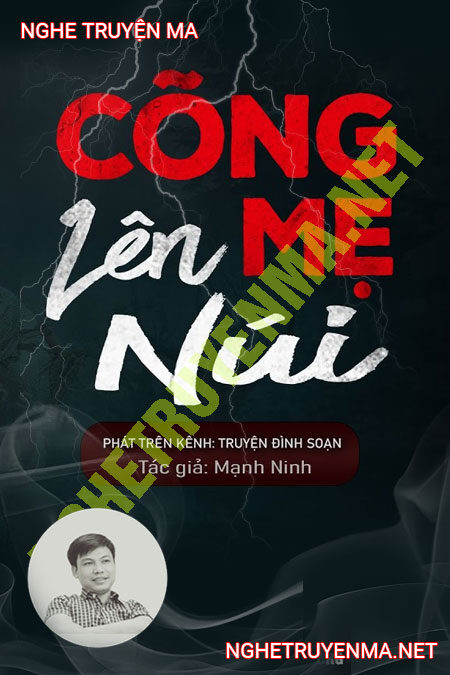 NGHE TRUYỆN MA
CÕNG
Lên MẸ
Núi
NGHETRUYENMA.NET
PHÁT TRÊN KÊNH: TRUYỆN ĐÌNH SOẠN
Tác giả: Mạnh Ninh
NGHETRUYENMA.NET